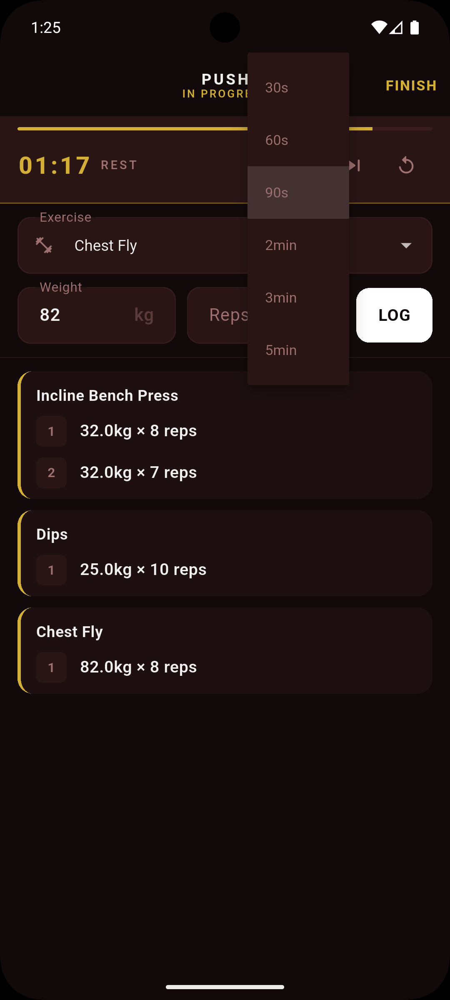 1:25
PUSH
IN PROGRE
FINISH
30s
60s
90s
2min
3min
5min
01:17 REST
Exercise
Chest Fly
Weight
82 kg
Reps
LOG
Incline Bench Press
1 32.0kg × 8 reps
2 32.0kg × 7 reps
Dips
1 25.0kg × 10 reps
Chest Fly
1 82.0kg × 8 reps